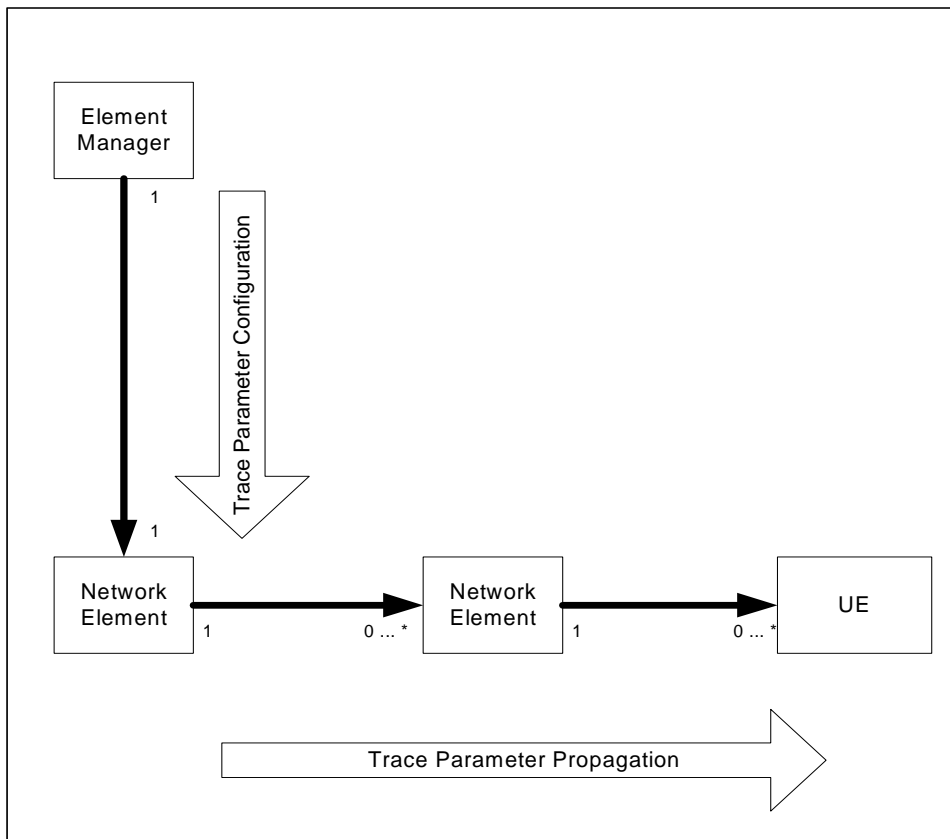 Element
Manager
1
Trace Parameter Configuration
1
Network
Element
1
0 ... *
Network
Element
1
0 ... *
UE
Trace Parameter Propagation